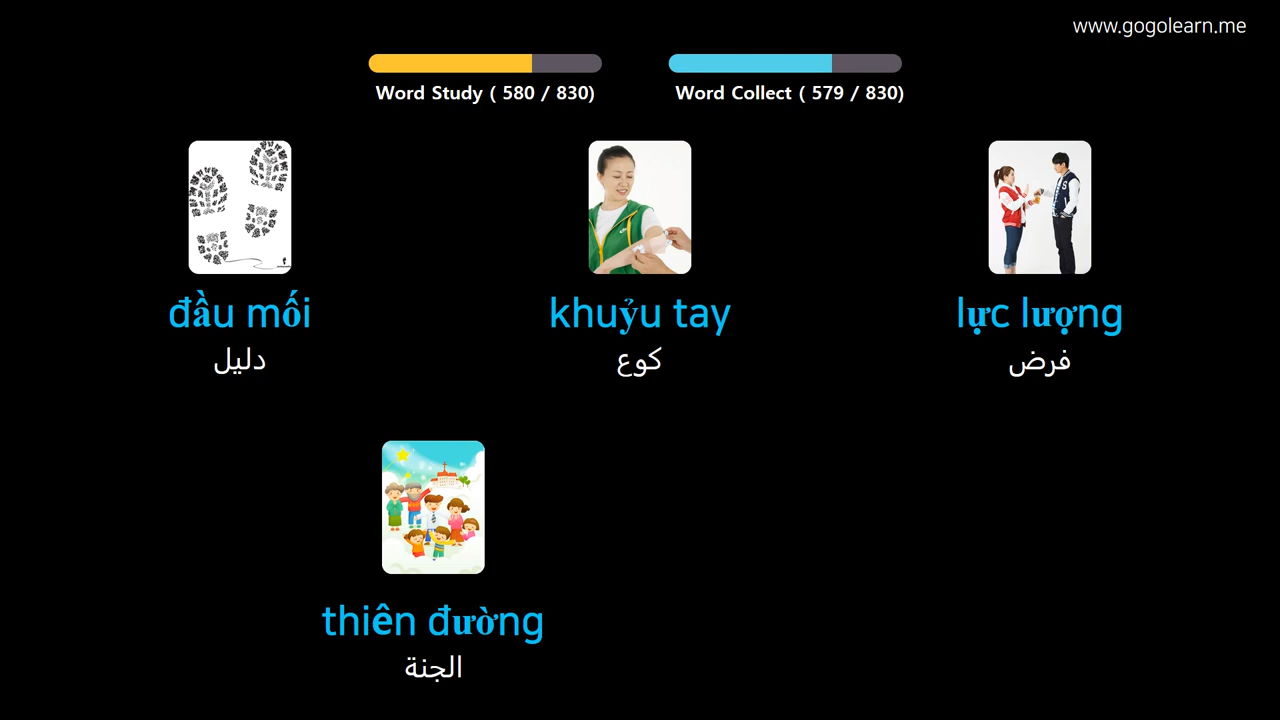 www.gogolearn.me
Word Study ( 580 / 830)
Word Collect ( 579 / 830)
đầu mối
دليل
khuỷu tay
كوع
lực lượng
فرض
thiên đường
الجنة